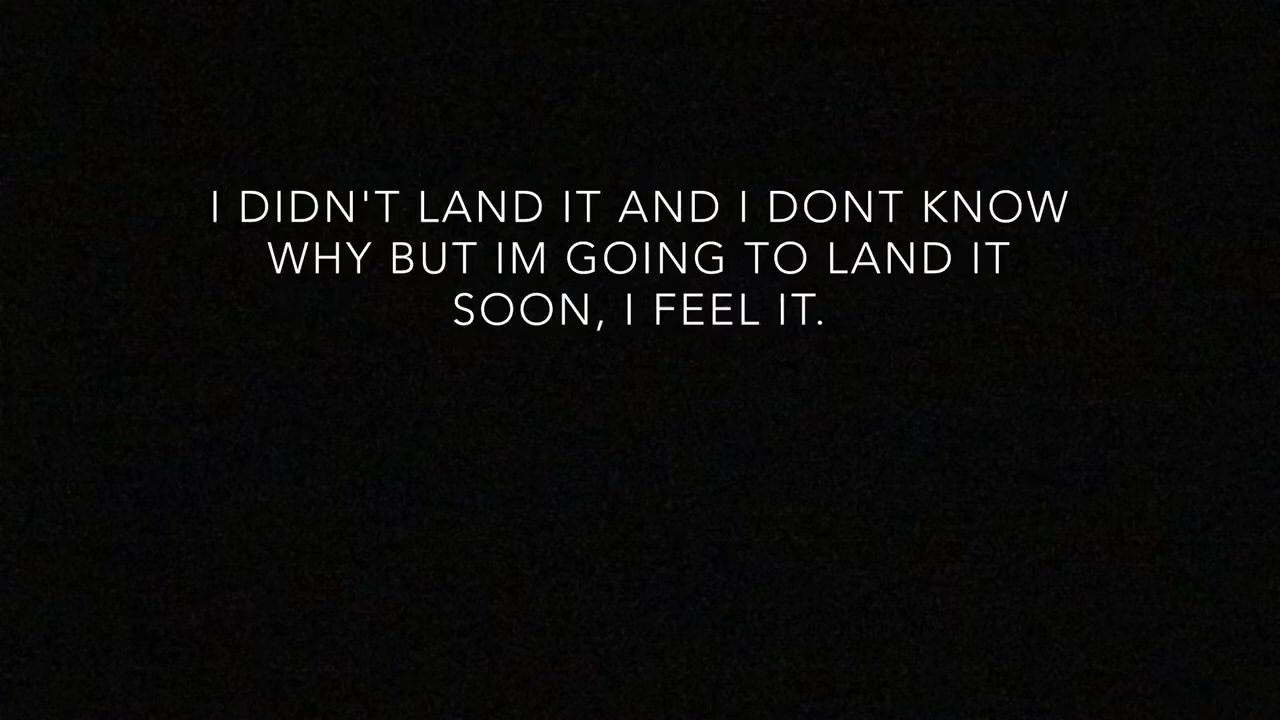 I DIDN'T LAND IT AND I DONT KNOW
WHY BUT IM GOING TO LAND IT
SOON, I FEEL IT.